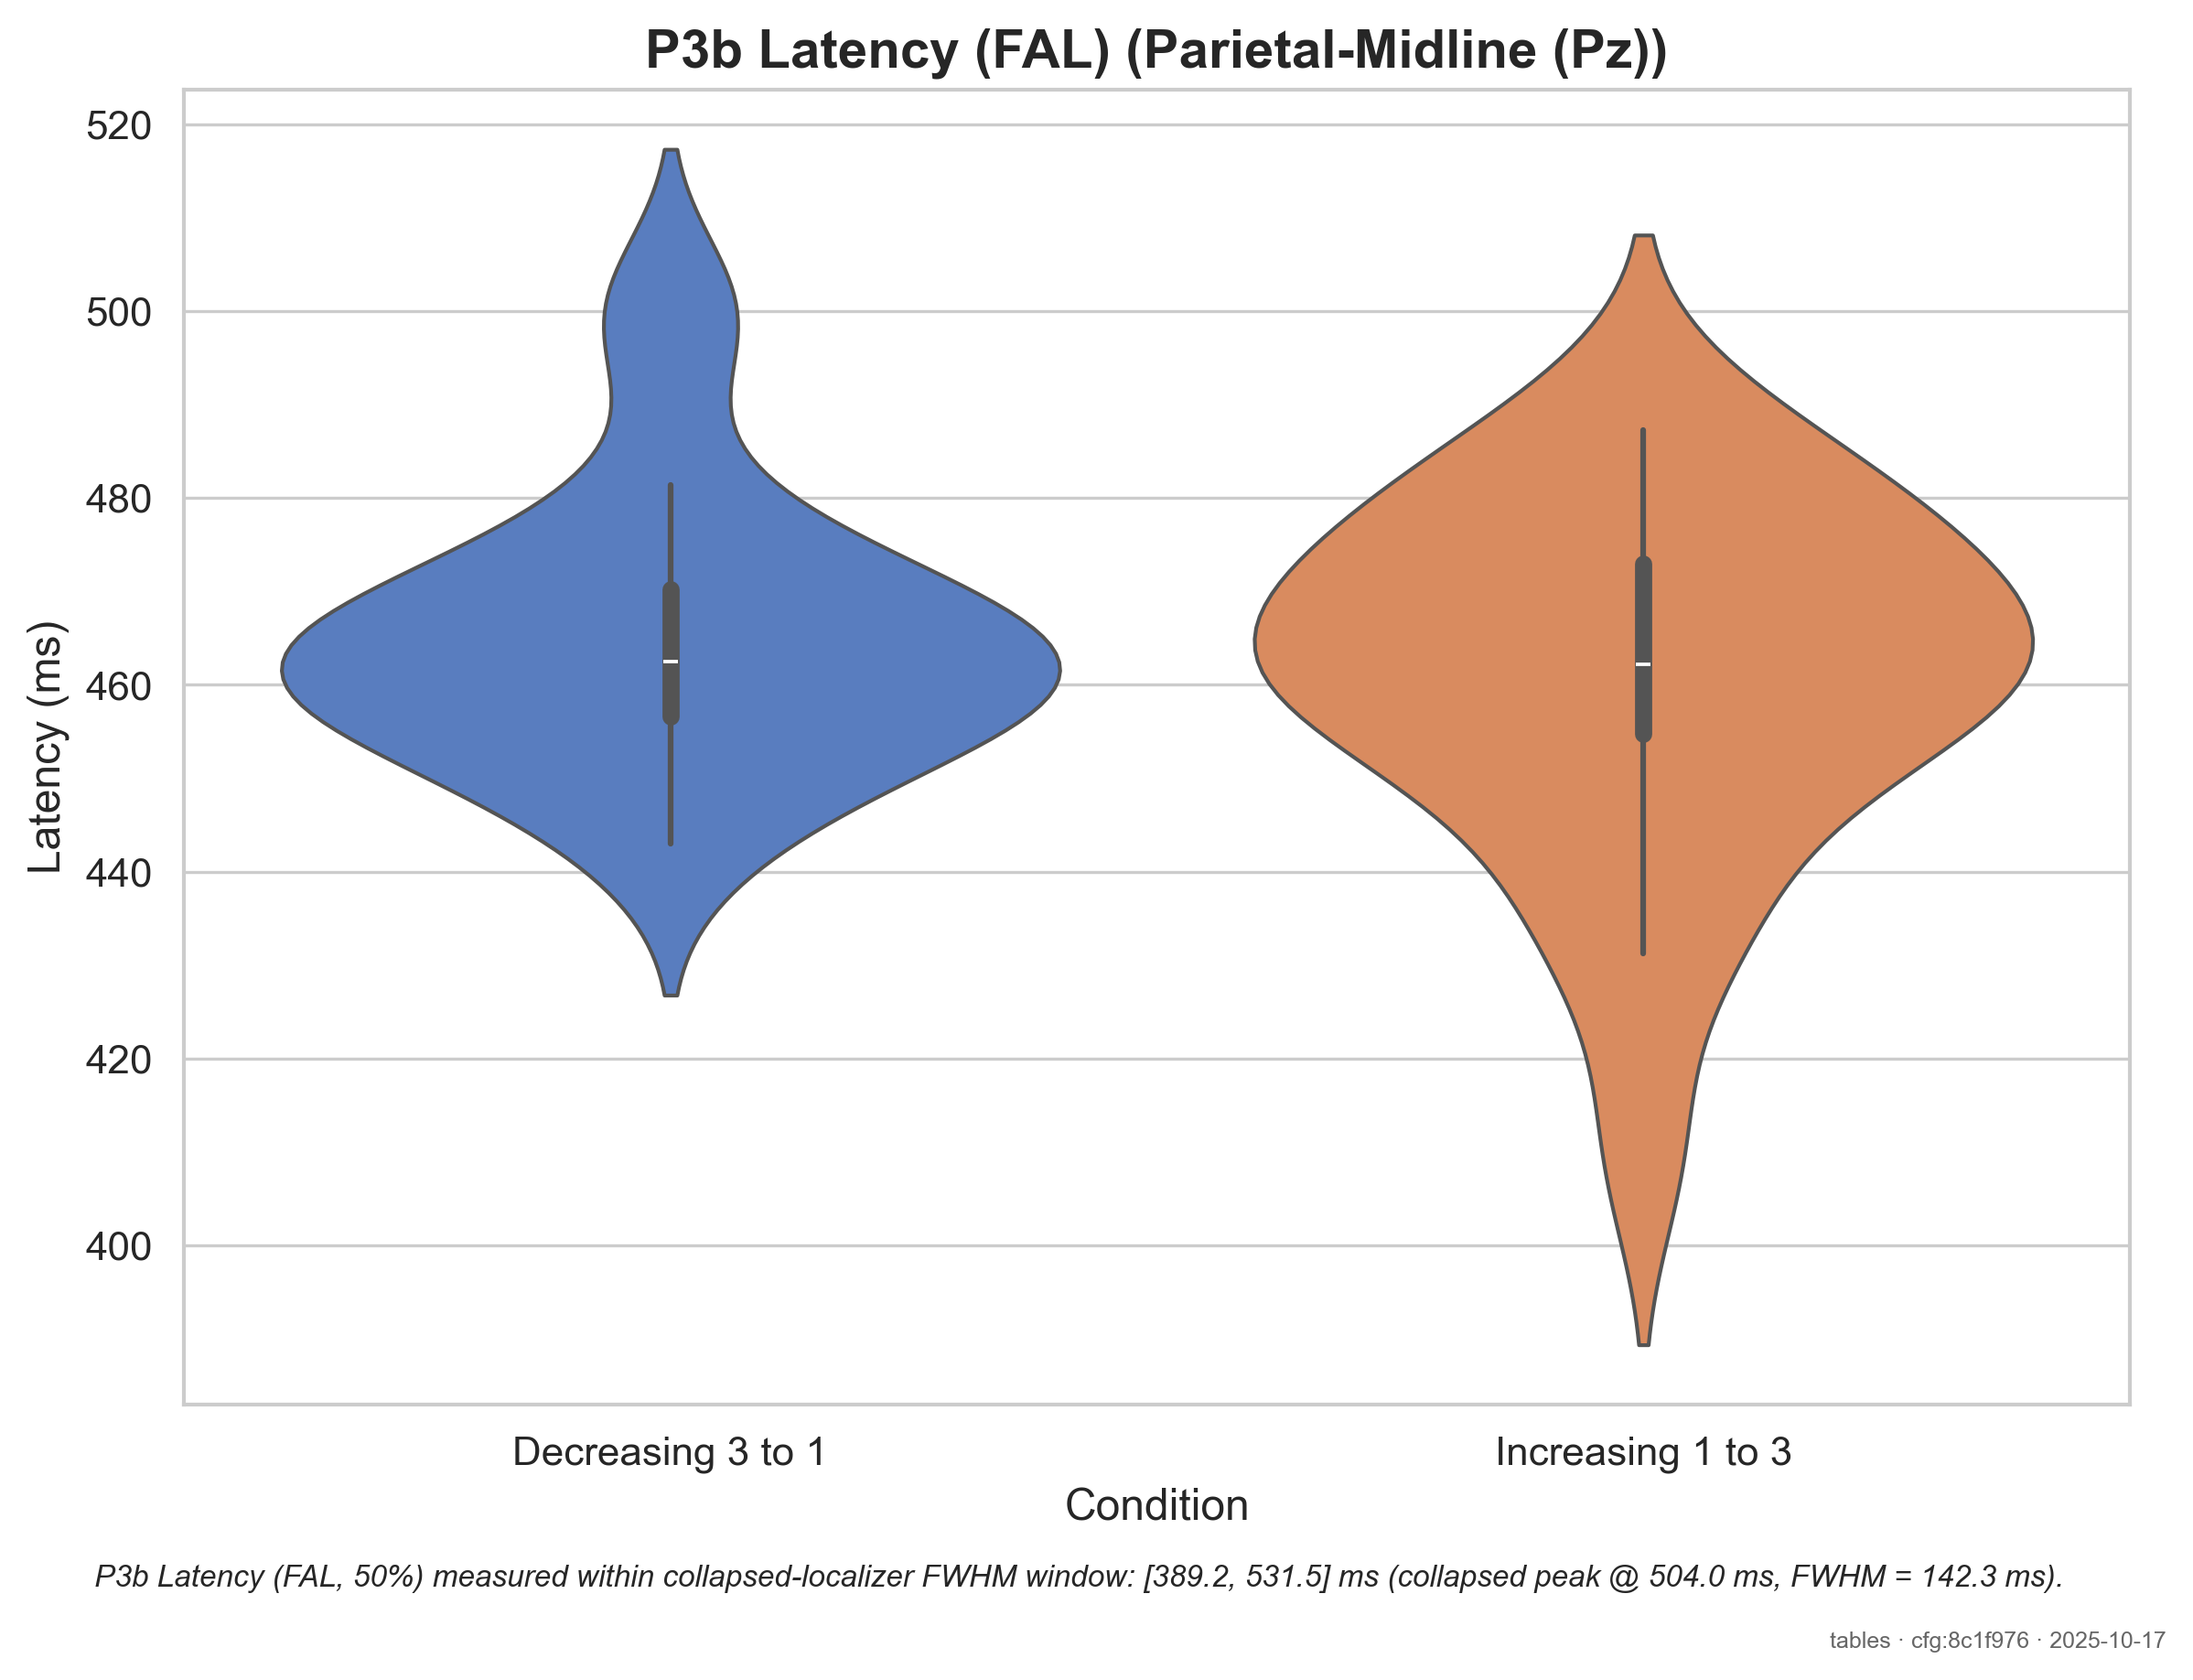 P3b Latency (FAL) (Parietal-Midline (Pz))
Latency (ms)
520
500
480
460
440
420
400
Decreasing 3 to 1
Increasing 1 to 3
Condition
P3b Latency (FAL, 50%) measured within collapsed-localizer FWHM window: [389.2, 531.5] ms (collapsed peak @ 504.0 ms, FWHM = 142.3 ms).
tables · cfg:8c1f976 · 2025-10-17